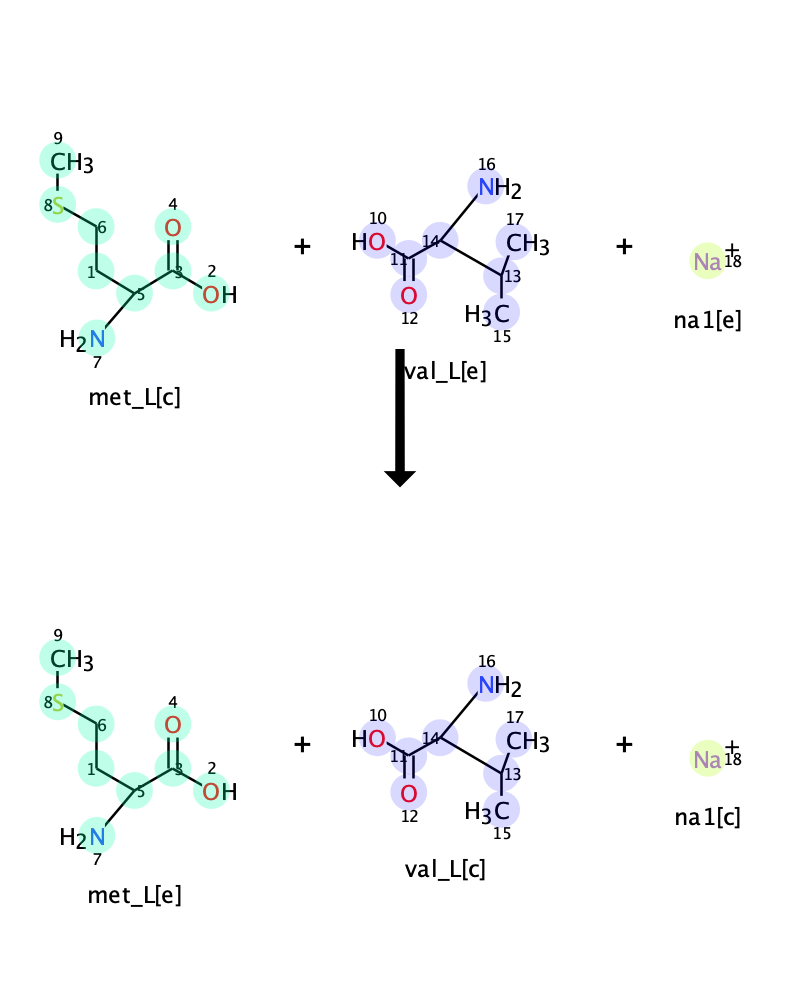 9
CH3
8 S
6
4
O
1
3
2
OH
5
H2N
7
met_L[c]
+
16
NH2
10
HO
14
17
CH3
11
13
O
12
H3C
15
val_L[e]
+
Na+
18
na1[e]
9
CH3
8 S
6
4
O
1
3
2
OH
5
H2N
7
met_L[e]
+
16
NH2
10
HO
14
17
CH3
11
13
O
12
H3C
15
val_L[c]
+
Na+
18
na1[c]